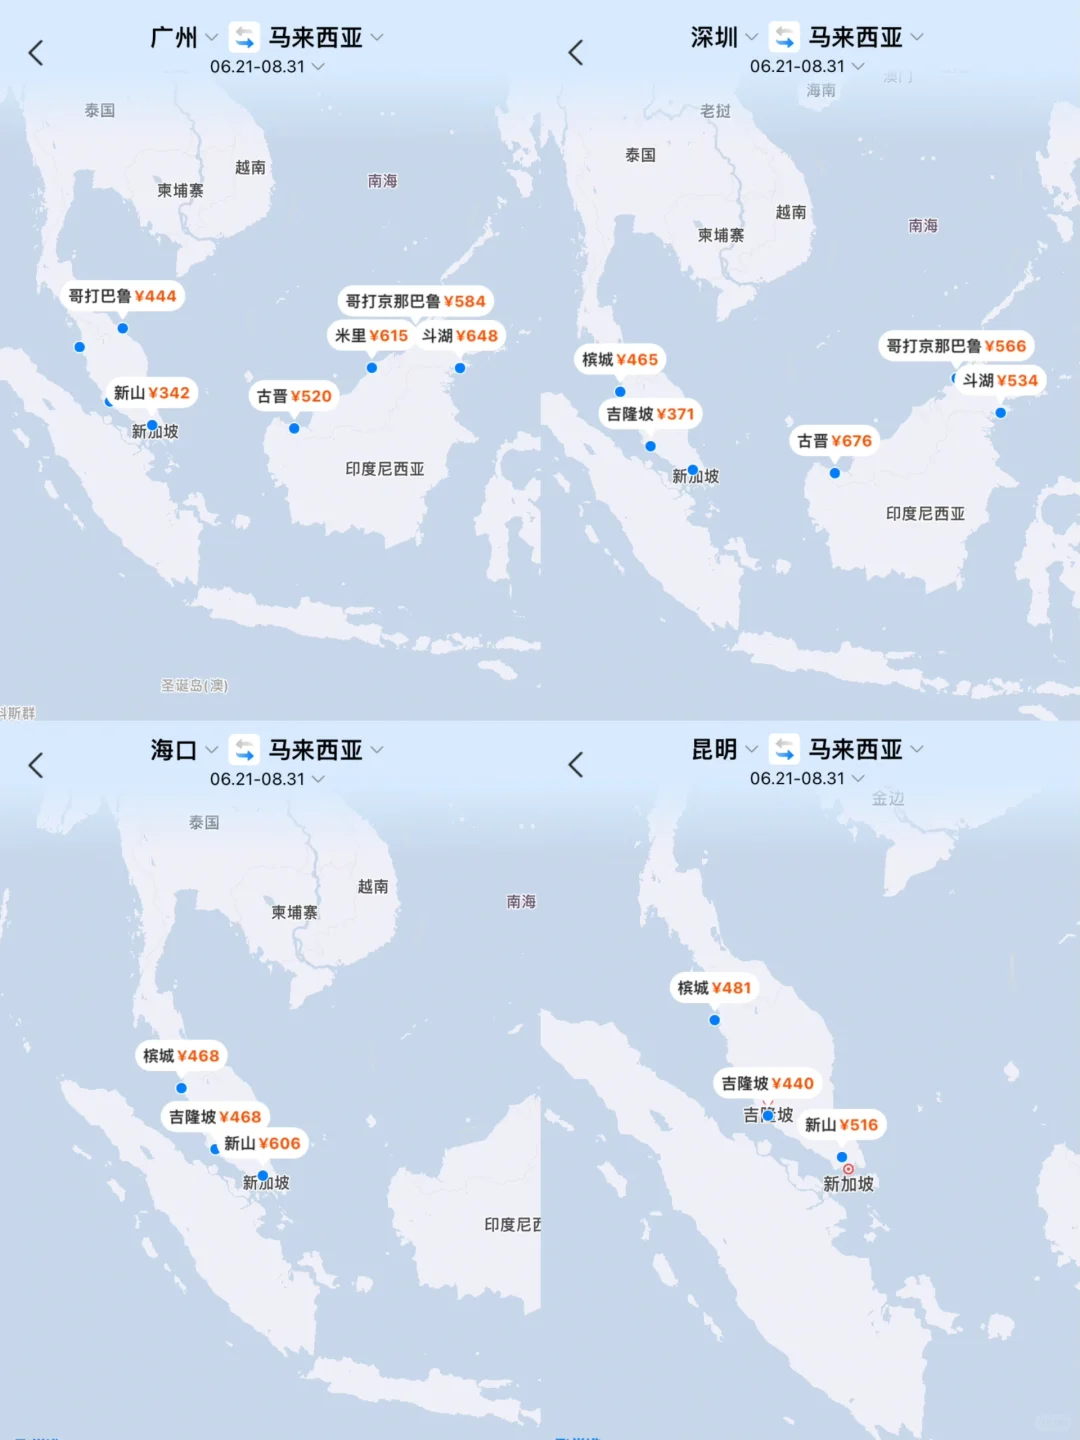 广州 马来西亚
06.21-08.31
泰国
越南
柬埔寨
南海
哥打巴鲁 ¥444
哥打京那巴鲁 ¥584
米里 ¥615
斗湖 ¥648
新山 ¥342
古晋 ¥520
新加坡
印度尼西亚
圣诞岛(澳)
科斯群
深圳 马来西亚
06.21-08.31
澳门
海南
老挝
泰国
越南
柬埔寨
南海
哥打京那巴鲁 ¥566
槟城 ¥465
斗湖 ¥534
吉隆坡 ¥371
古晋 ¥676
新加坡
印度尼西亚
海口 马来西亚
06.21-08.31
泰国
越南
柬埔寨
南海
槟城 ¥468
吉隆坡 ¥468
新山 ¥606
新加坡
印度尼西
昆明 马来西亚
06.21-08.31
金边
槟城 ¥481
吉隆坡 ¥440
吉隆坡
新山 ¥516
新加坡